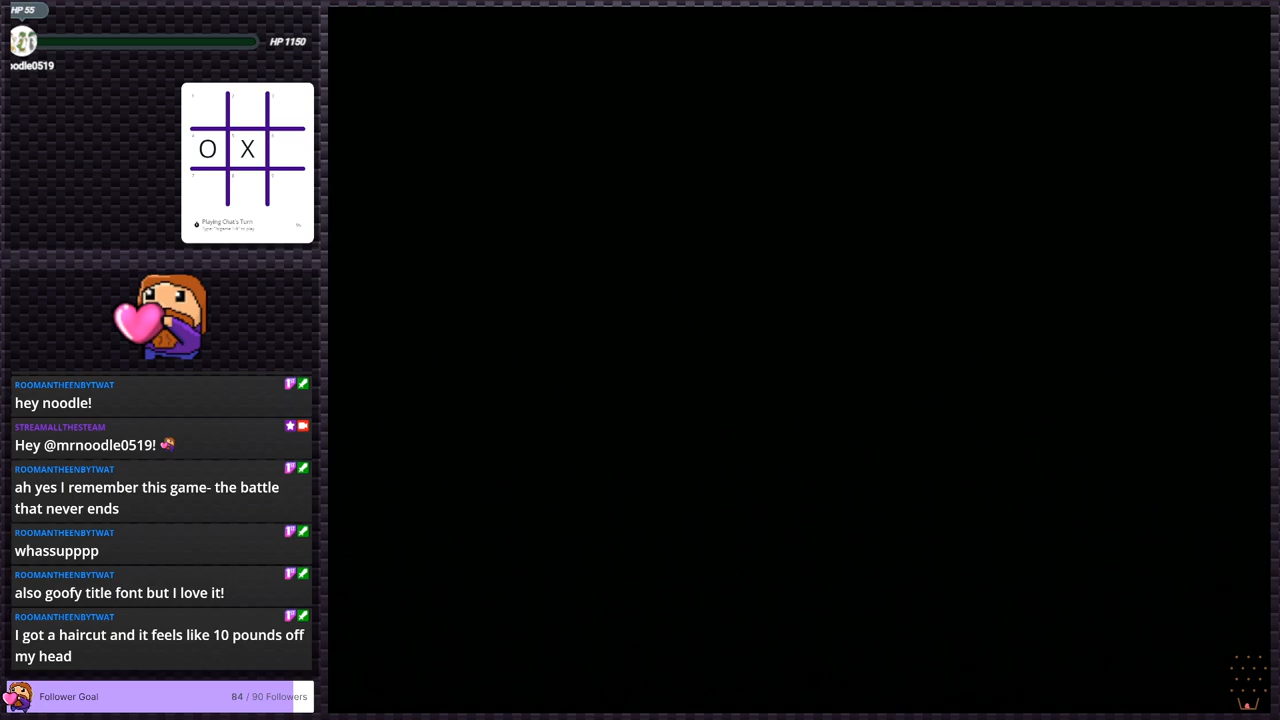 HP 55
HP 1150
oodle0519
O X
Playing Chat's Turn
ROOMANTHEENBYTWAT
hey noodle!
STREAMALLTHESTEAM
Hey @mrnoodle0519!
ROOMANTHEENBYTWAT
ah yes I remember this game- the battle
that never ends
ROOMANTHEENBYTWAT
whassupppp
ROOMANTHEENBYTWAT
also goofy title font but I love it!
ROOMANTHEENBYTWAT
I got a haircut and it feels like 10 pounds off
my head
Follower Goal 84 / 90 Followers